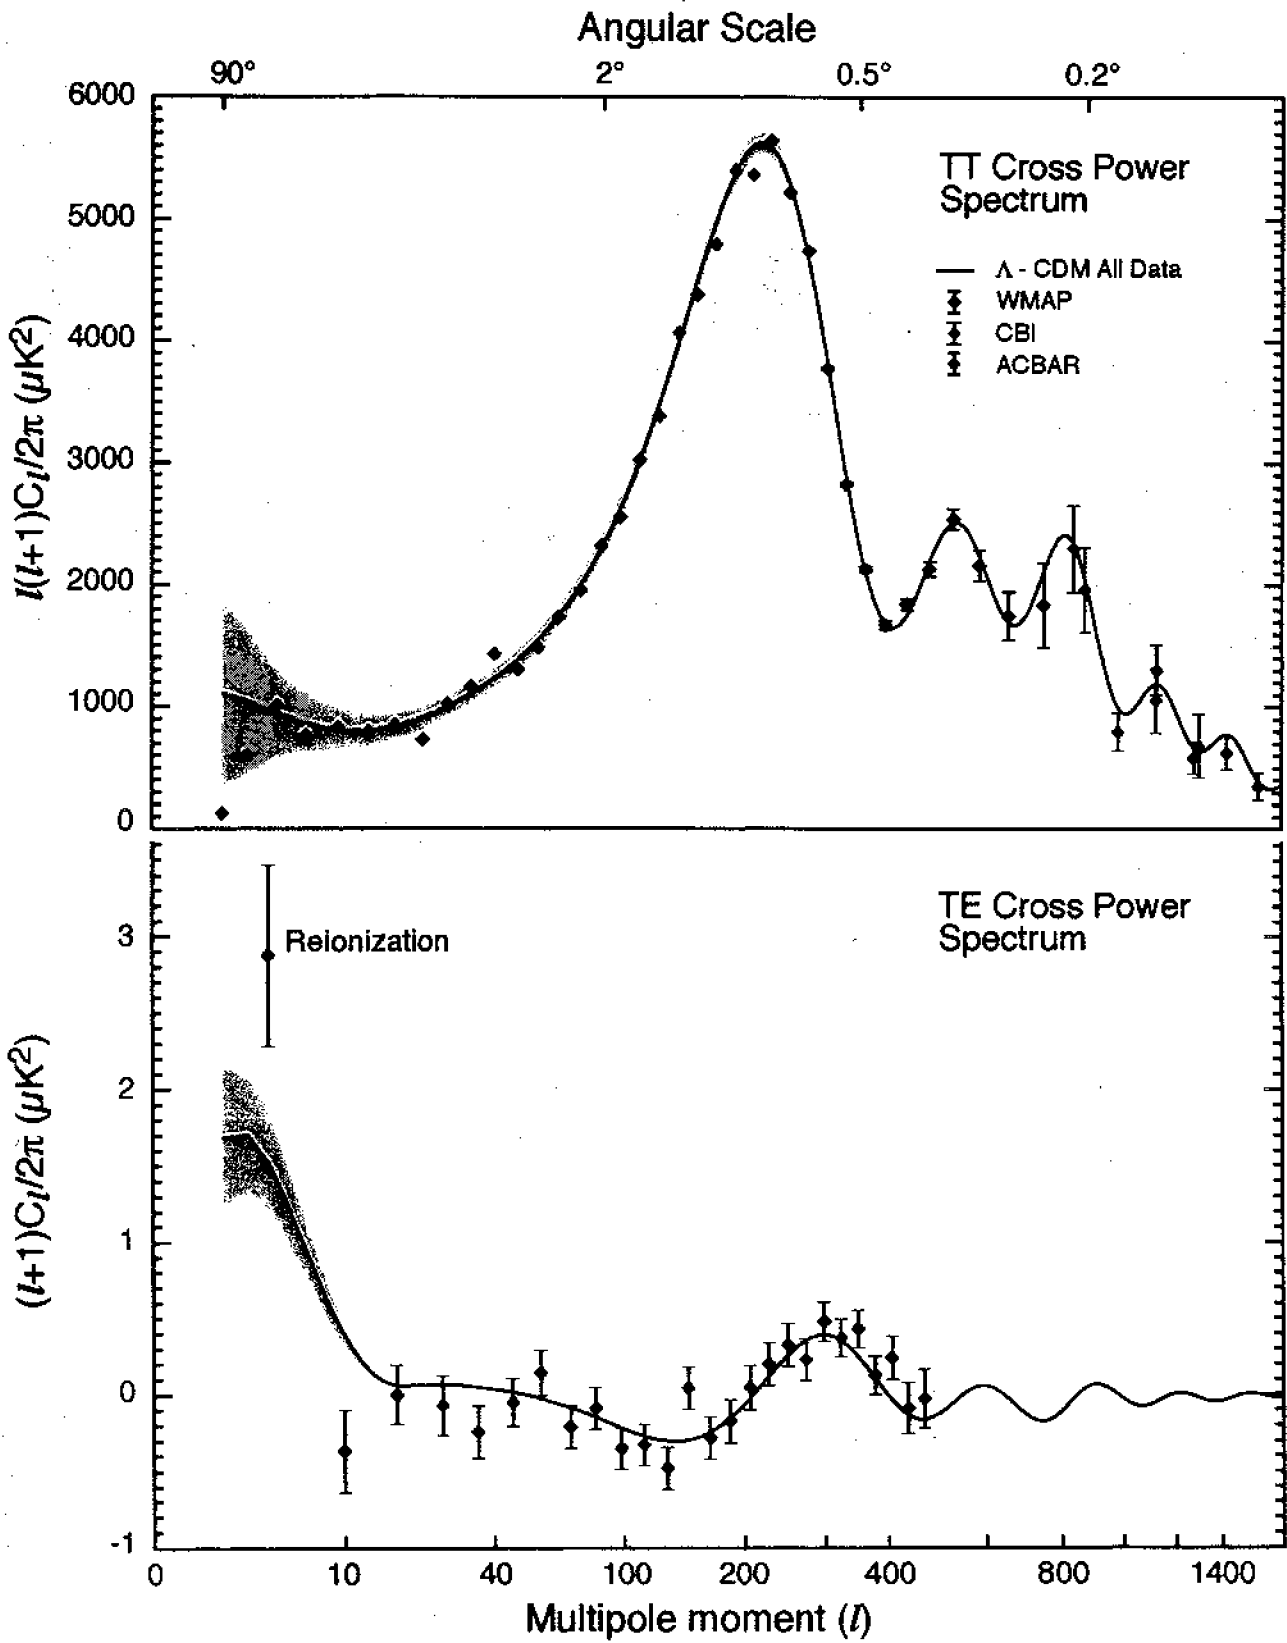 Angular Scale
90° 2° 0.5° 0.2°
6000
5000
4000
3000
2000
1000
0
l(l+1)Cl/2π (μK²)
TT Cross Power
Spectrum
Λ - CDM All Data
WMAP
CBI
ACBAR
3
2
1
0
-1
(l+1)Cl/2π (μK²)
Reionization
TE Cross Power
Spectrum
0 10 40 100 200 400 800 1400
Multipole moment (l)